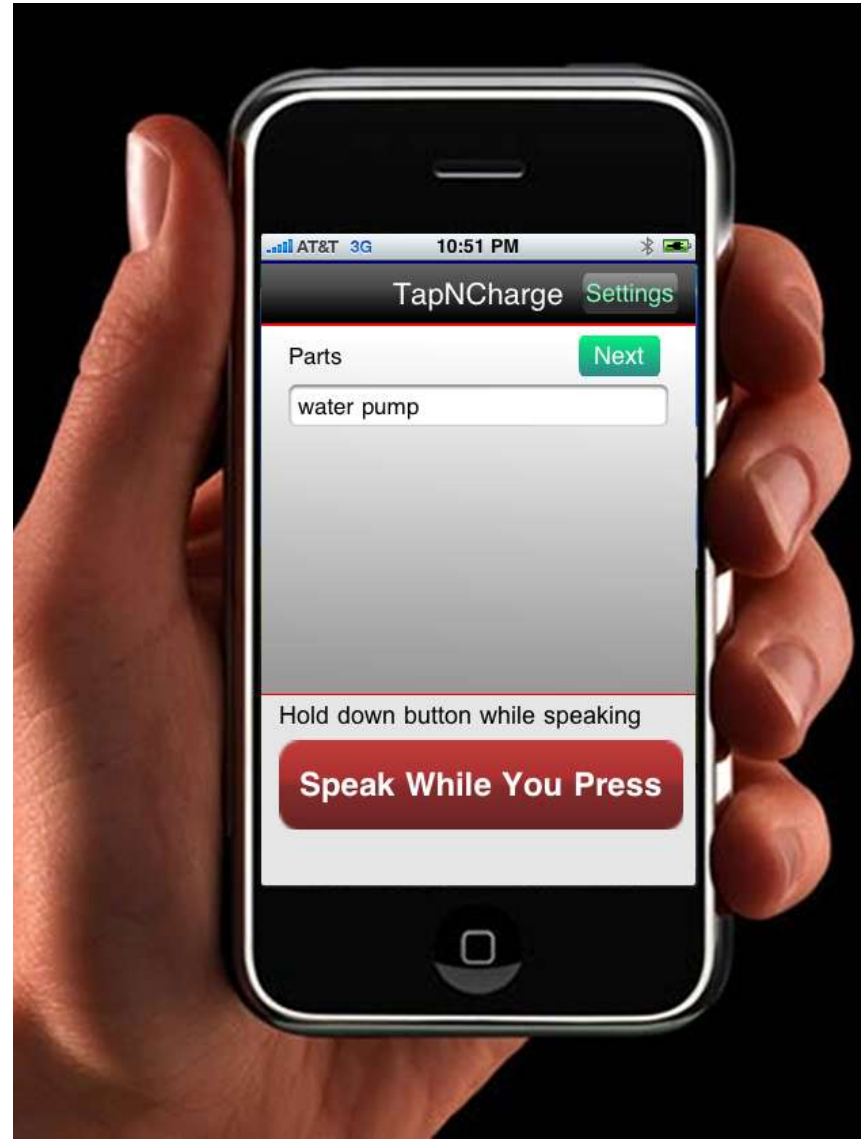 AT&T 3G 10:51 PM
TapNCharge Settings
Parts Next
water pump
Hold down button while speaking
Speak While You Press